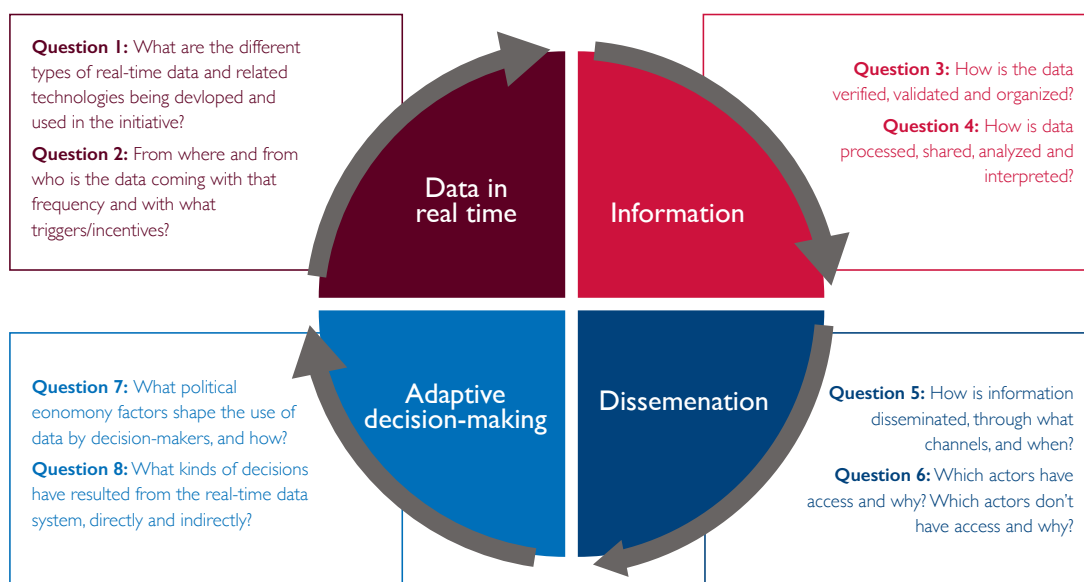 Question 1: What are the different
types of real-time data and related
technologies being devloped and
used in the initiative?
Question 2: From where and from
who is the data coming with that
frequency and with what
triggers/incentives?
Data in
real time
Information
Question 3: How is the data
verified, validated and organized?
Question 4: How is data
processed, shared, analyzed and
interpreted?
Question 7: What political
eonomony factors shape the use of
data by decision-makers, and how?
Question 8: What kinds of decisions
have resulted from the real-time data
system, directly and indirectly?
Adaptive
decision-making
Dissemenation
Question 5: How is information
disseminated, through what
channels, and when?
Question 6: Which actors have
access and why? Which actors don't
have access and why?